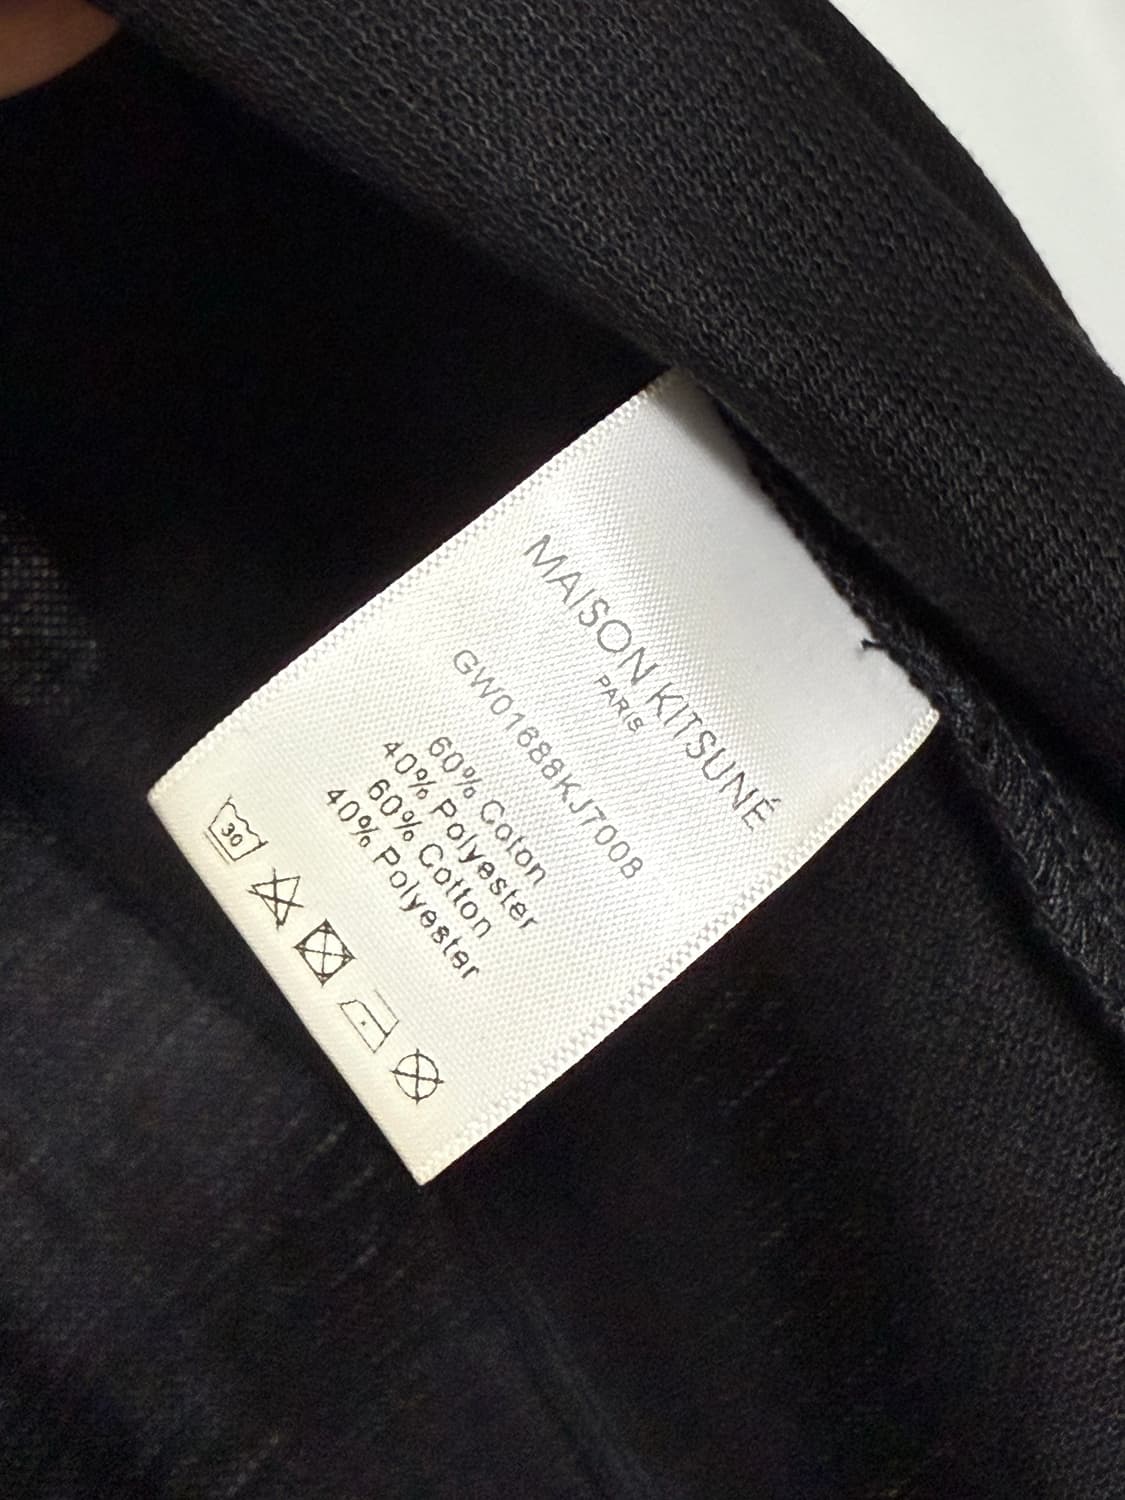 MAISON KITSUNÉ
PARIS
GW01688KJ7008
60% Coton
40% Polyester
60% Cotton
40% Polyester
30